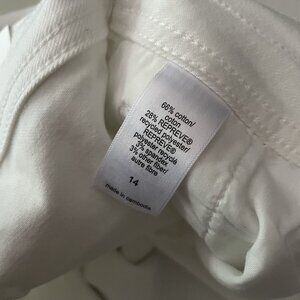 66% cotton/
coton
28% REPREVE®
recycled polyester/
REPREVE®
polyester recyclé
3% spandex
3% other fiber/
autre fibre
14
made in cambodia